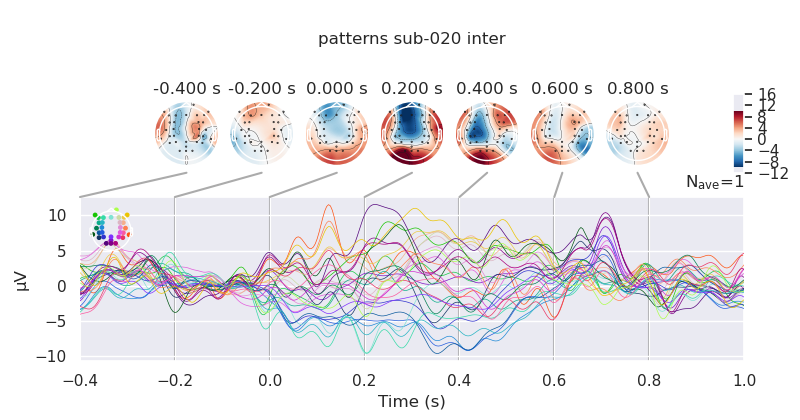 patterns sub-020 inter
-0.400 s -0.200 s 0.000 s 0.200 s 0.400 s 0.600 s 0.800 s
16
12
8
4
0
−4
−8
−12
Nave=1
10
5
0
−5
−10
μV
−0.4 −0.2 0.0 0.2 0.4 0.6 0.8 1.0
Time (s)